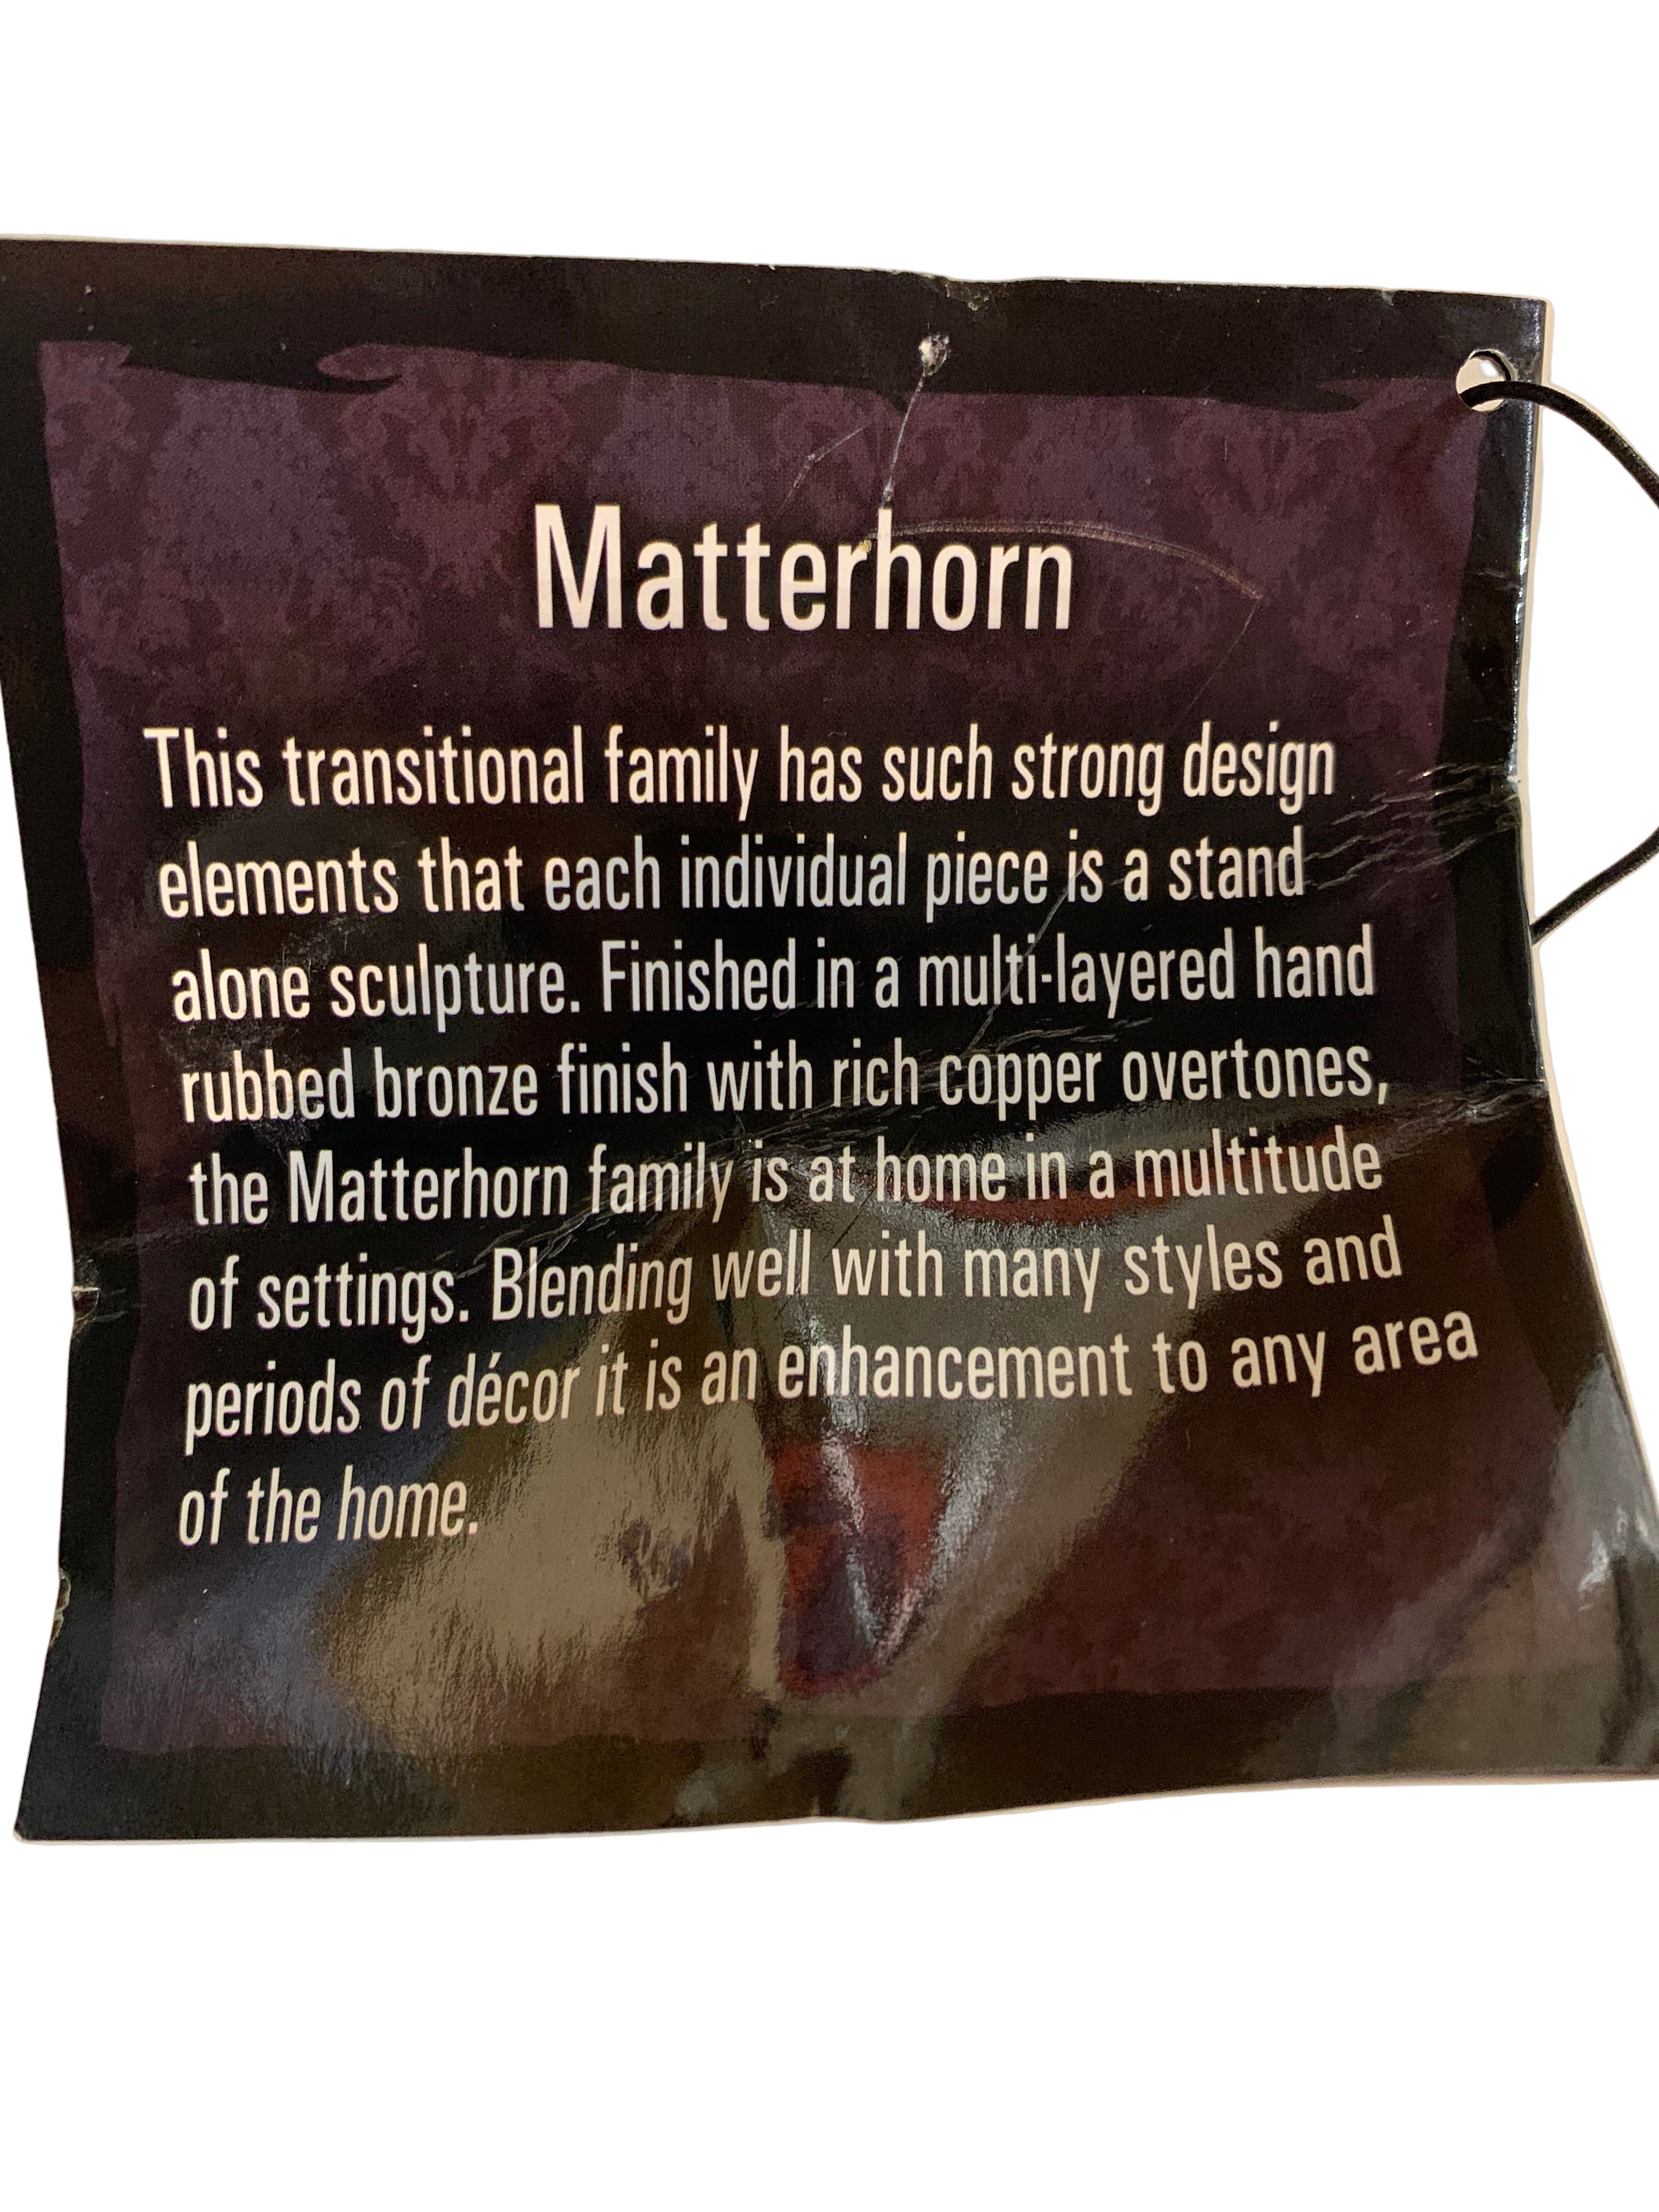 Matterhorn
This transitional family has such strong design
elements that each individual piece is a stand
alone sculpture. Finished in a multi-layered hand
rubbed bronze finish with rich copper overtones,
the Matterhorn family is at home in a multitude
of settings. Blending well with many styles and
periods of décor it is an enhancement to any area
of the home.